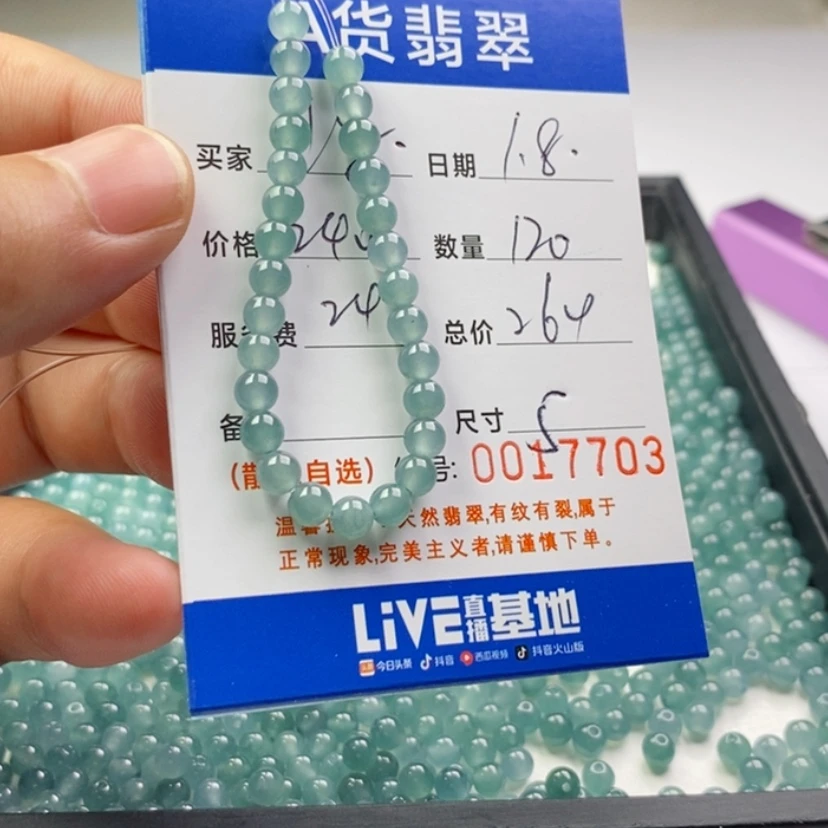 A货翡翠
买家 日期 1.8.
价格 240 数量 120
服务费 24 总价 264
备 尺寸 5
(散 自选) 号: 0017703
温 天然翡翠,有纹有裂,属于
正常现象,完美主义者,请谨慎下单。
LiVE直播基地
今日头条 抖音 西瓜视频 抖音火山版